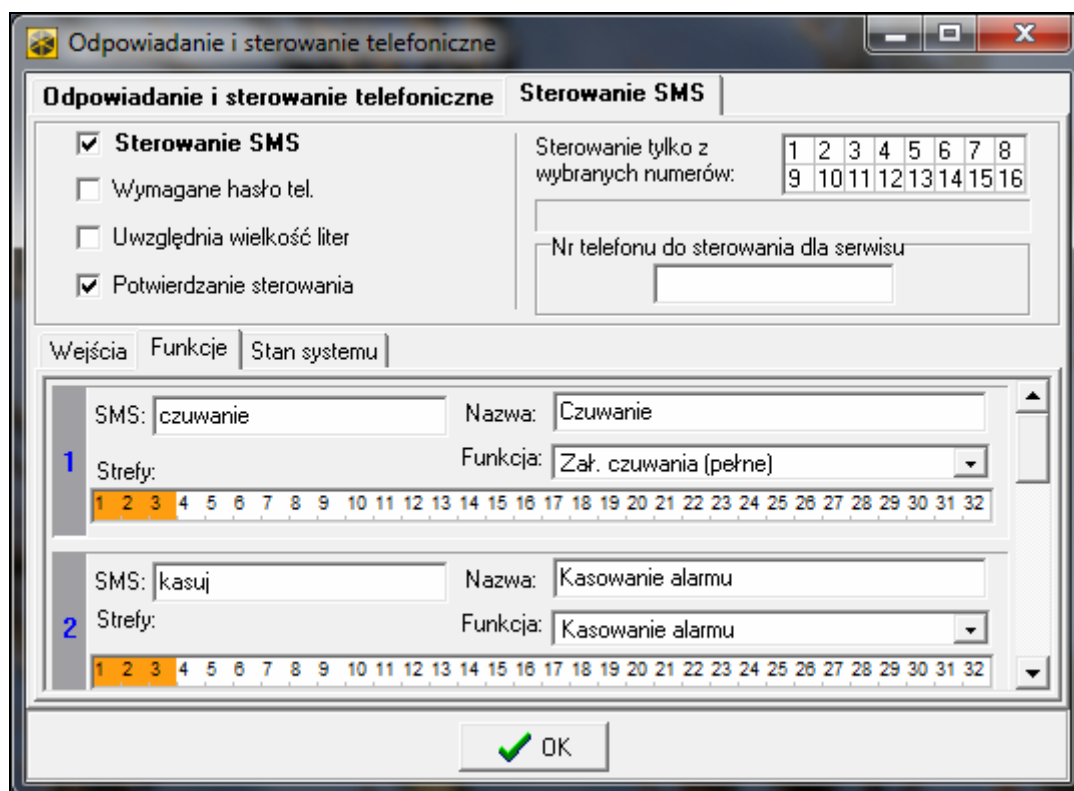 Odpowiadanie i sterowanie telefoniczne
Odpowiadanie i sterowanie telefoniczne Sterowanie SMS
Sterowanie SMS
Wymagane hasło tel.
Uwzględnia wielkość liter
Potwierdzanie sterowania
Sterowanie tylko z
wybranych numerów:
1 2 3 4 5 6 7 8
9 10 11 12 13 14 15 16
Nr telefonu do sterowania dla serwisu
Wejścia Funkcje Stan systemu
1
SMS: czuwanie Nazwa: Czuwanie
Strefy: Funkcja: Zał. czuwania (pełne)
1 2 3 4 5 6 7 8 9 10 11 12 13 14 15 16 17 18 19 20 21 22 23 24 25 26 27 28 29 30 31 32
2
SMS: kasuj Nazwa: Kasowanie alarmu
Strefy: Funkcja: Kasowanie alarmu
1 2 3 4 5 6 7 8 9 10 11 12 13 14 15 16 17 18 19 20 21 22 23 24 25 26 27 28 29 30 31 32
OK